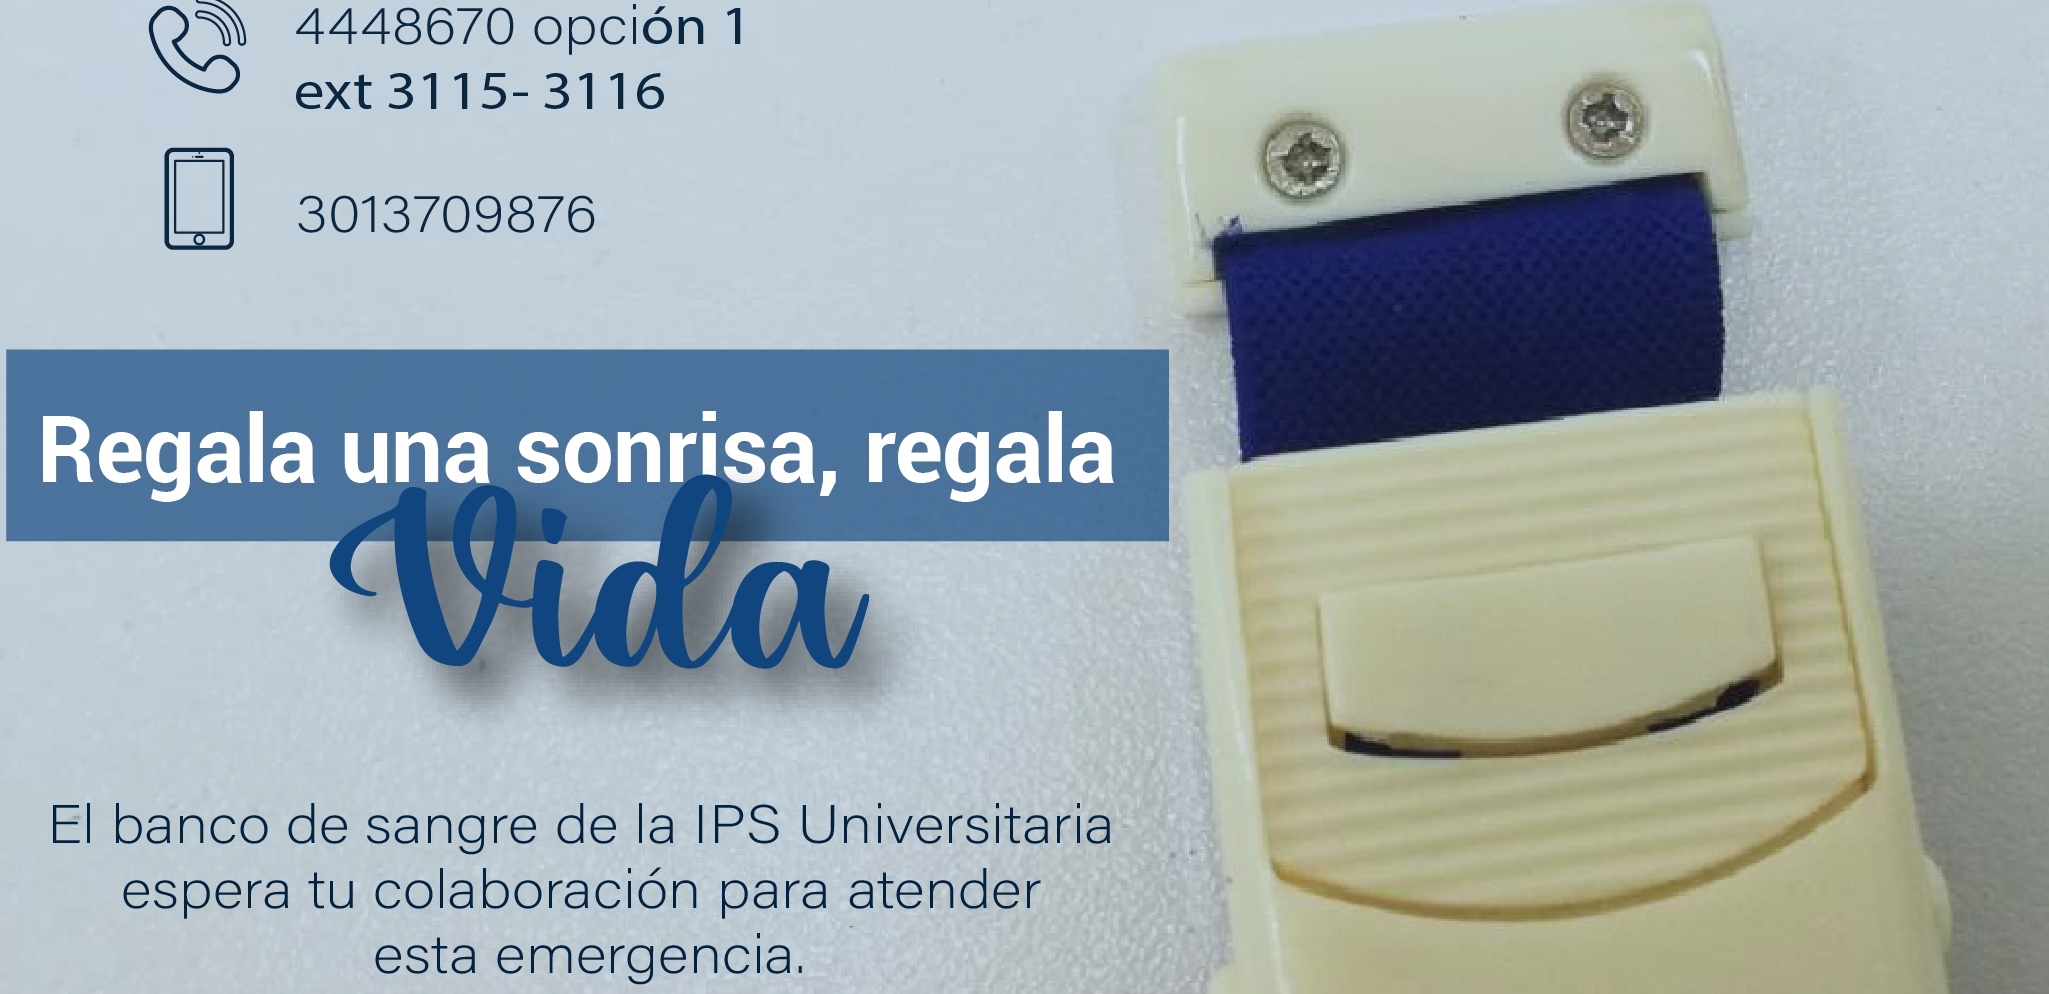 4448670 opción 1
ext 3115- 3116
3013709876
Regala una sonrisa, regala
Vida
El banco de sangre de la IPS Universitaria
espera tu colaboración para atender
esta emergencia.